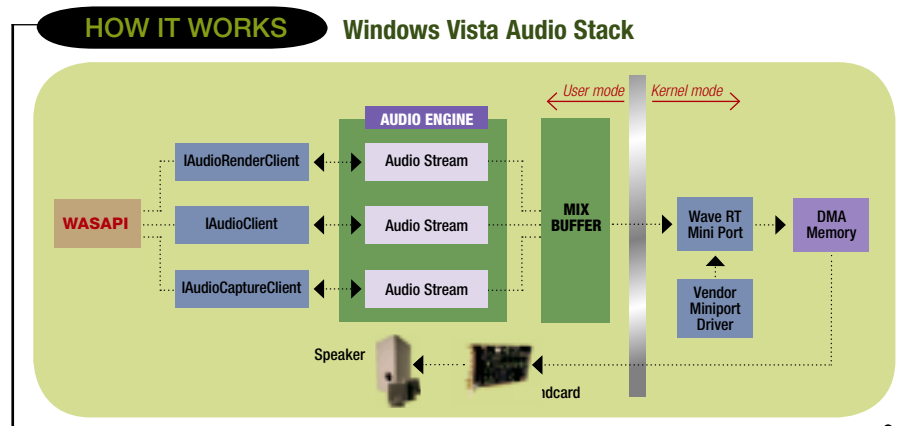 HOW IT WORKS
Windows Vista Audio Stack
User mode
Kernel mode
AUDIO ENGINE
IAudioRenderClient
Audio Stream
WASAPI
IAudioClient
Audio Stream
MIX
BUFFER
Wave RT
Mini Port
DMA
Memory
IAudioCaptureClient
Audio Stream
Vendor
Miniport
Driver
Speaker
ndcard